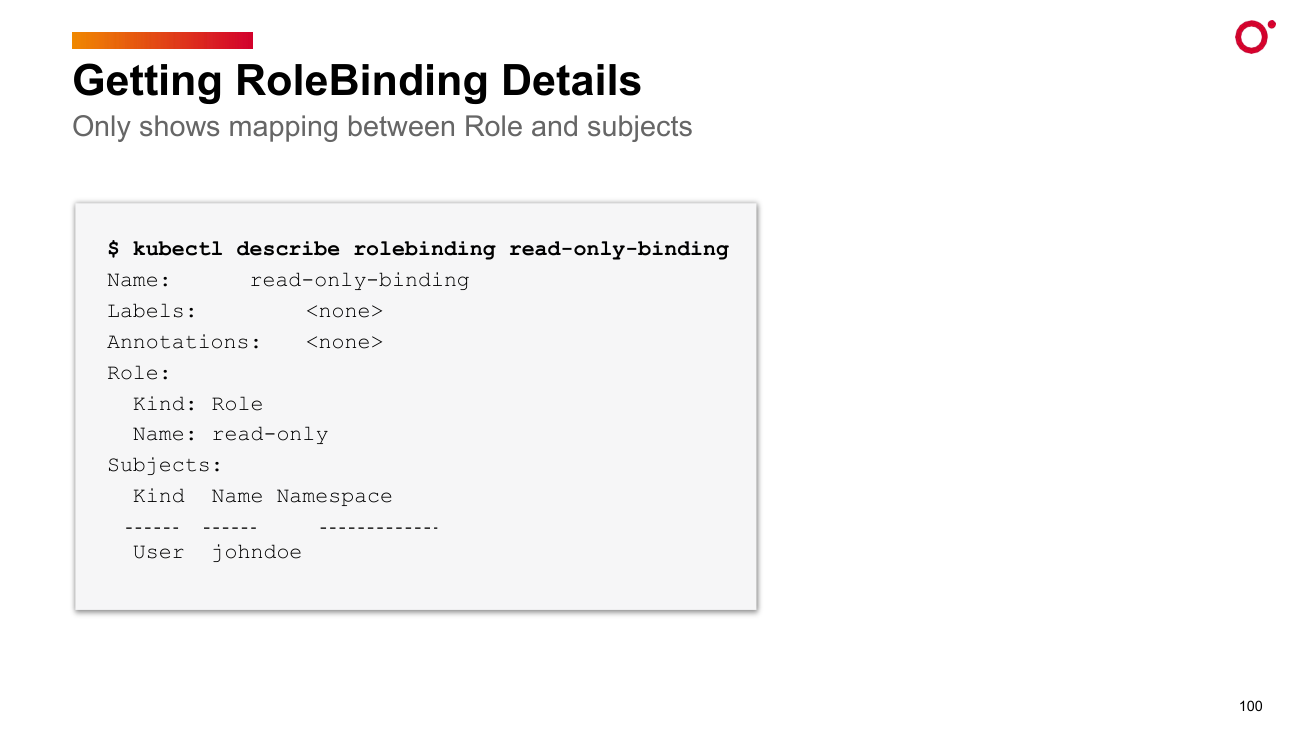 Getting RoleBinding Details
Only shows mapping between Role and subjects
$ kubectl describe rolebinding read-only-binding
Name: read-only-binding
Labels: <none>
Annotations: <none>
Role:
Kind: Role
Name: read-only
Subjects:
Kind Name Namespace
------ ------ -------------
User johndoe
100